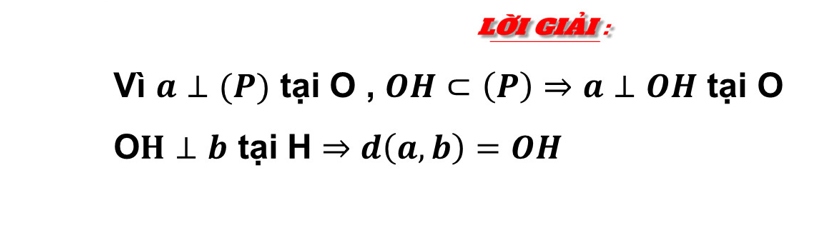 LỜI GIẢI :
Vì a ⊥ (P) tại O , OH ⊂ (P) ⇒ a ⊥ OH tại O
OH ⊥ b tại H ⇒ d(a, b) = OH